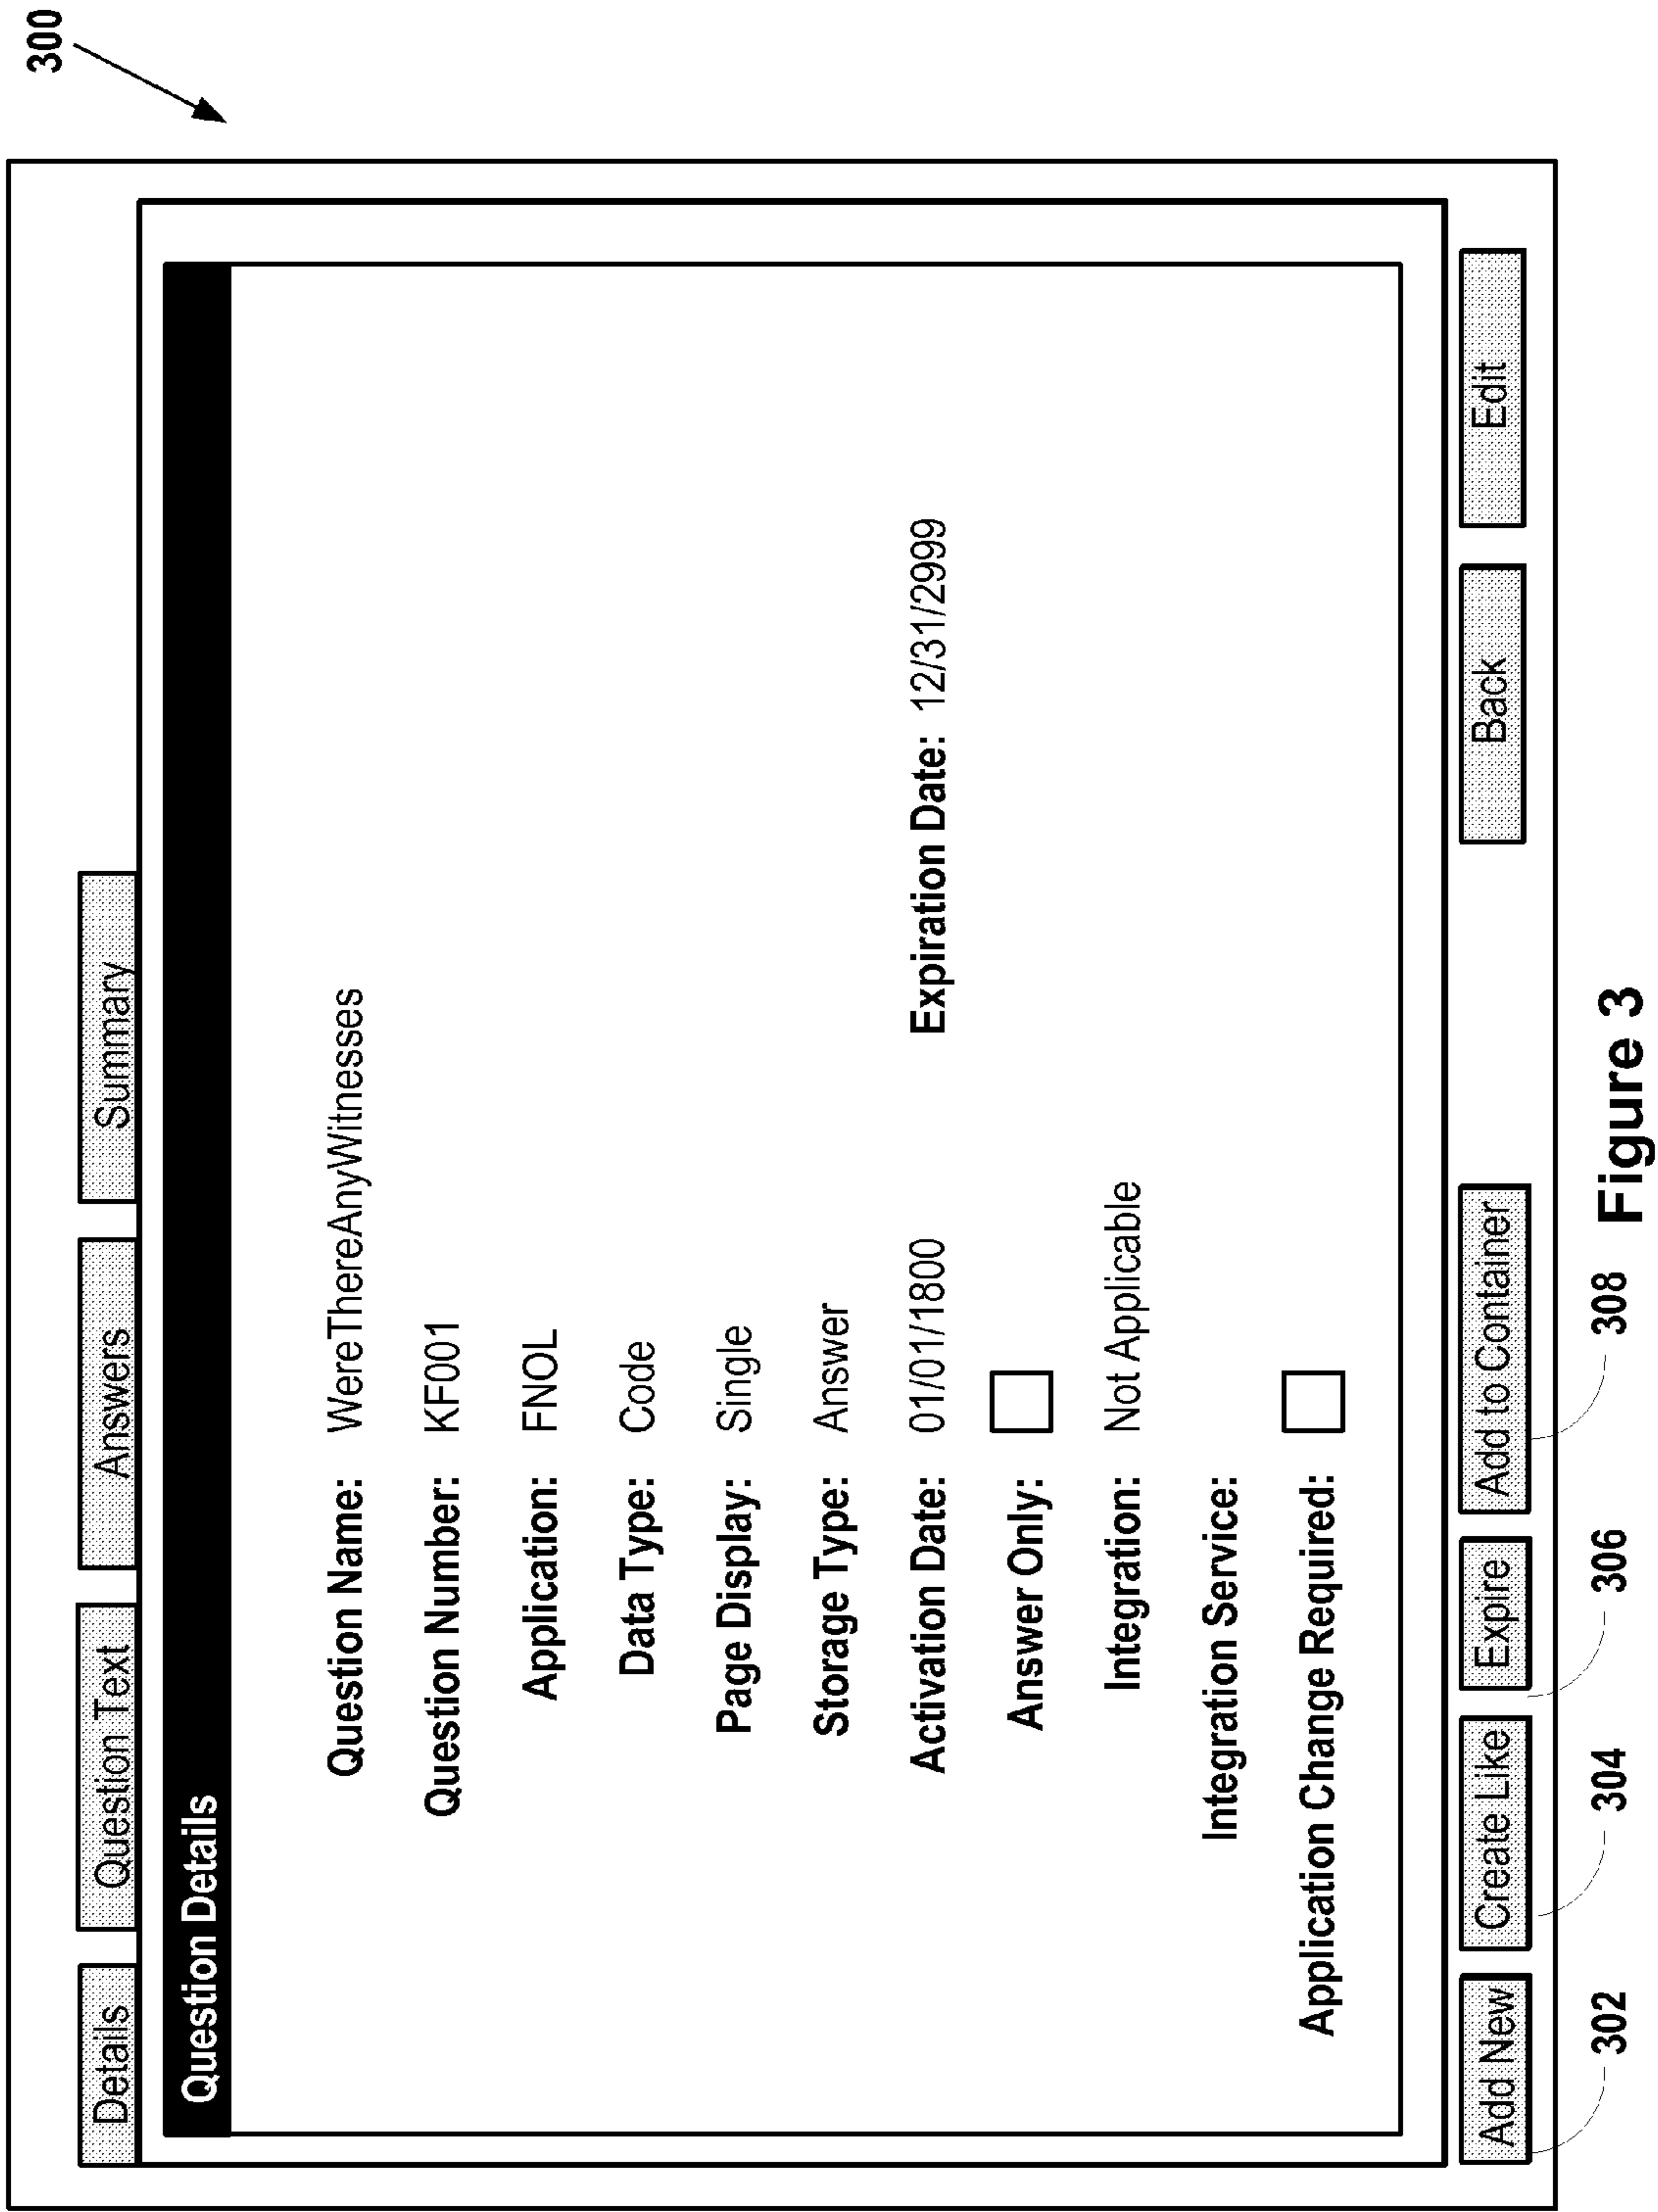 300
Details Question Text Answers Summary
Question Details
Question Name: WereThereAnyWitnesses
Question Number: KF001
Application: FNOL
Data Type: Code
Page Display: Single
Storage Type: Answer
Activation Date: 01/01/1800 Expiration Date: 12/31/2999
Answer Only:
Integration: Not Applicable
Integration Service:
Application Change Required:
Add New Create Like Expire Add to Container Back Edit
302 304 306 308
Figure 3